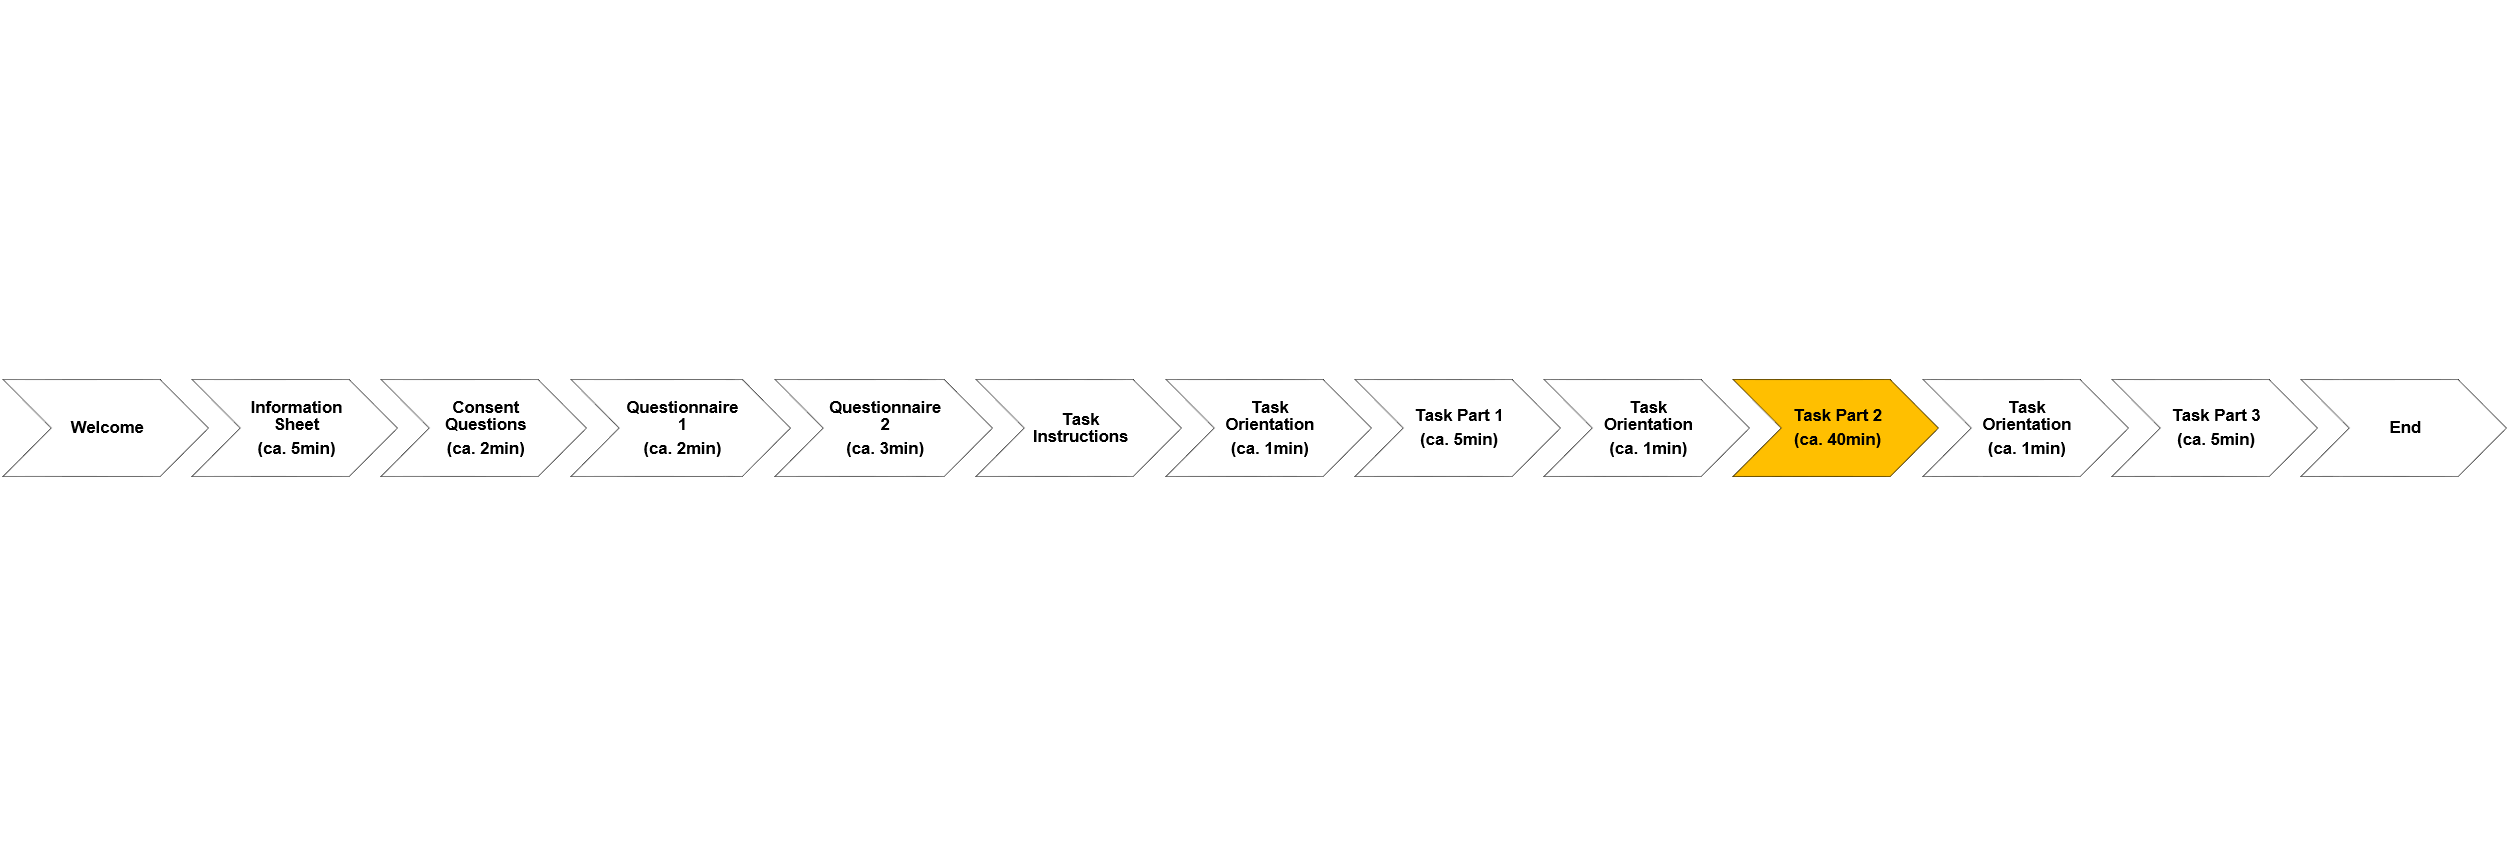 Welcome
Information
Sheet
(ca. 5min)
Consent
Questions
(ca. 2min)
Questionnaire
1
(ca. 2min)
Questionnaire
2
(ca. 3min)
Task
Instructions
Task
Orientation
(ca. 1min)
Task Part 1
(ca. 5min)
Task
Orientation
(ca. 1min)
Task Part 2
(ca. 40min)
Task
Orientation
(ca. 1min)
Task Part 3
(ca. 5min)
End